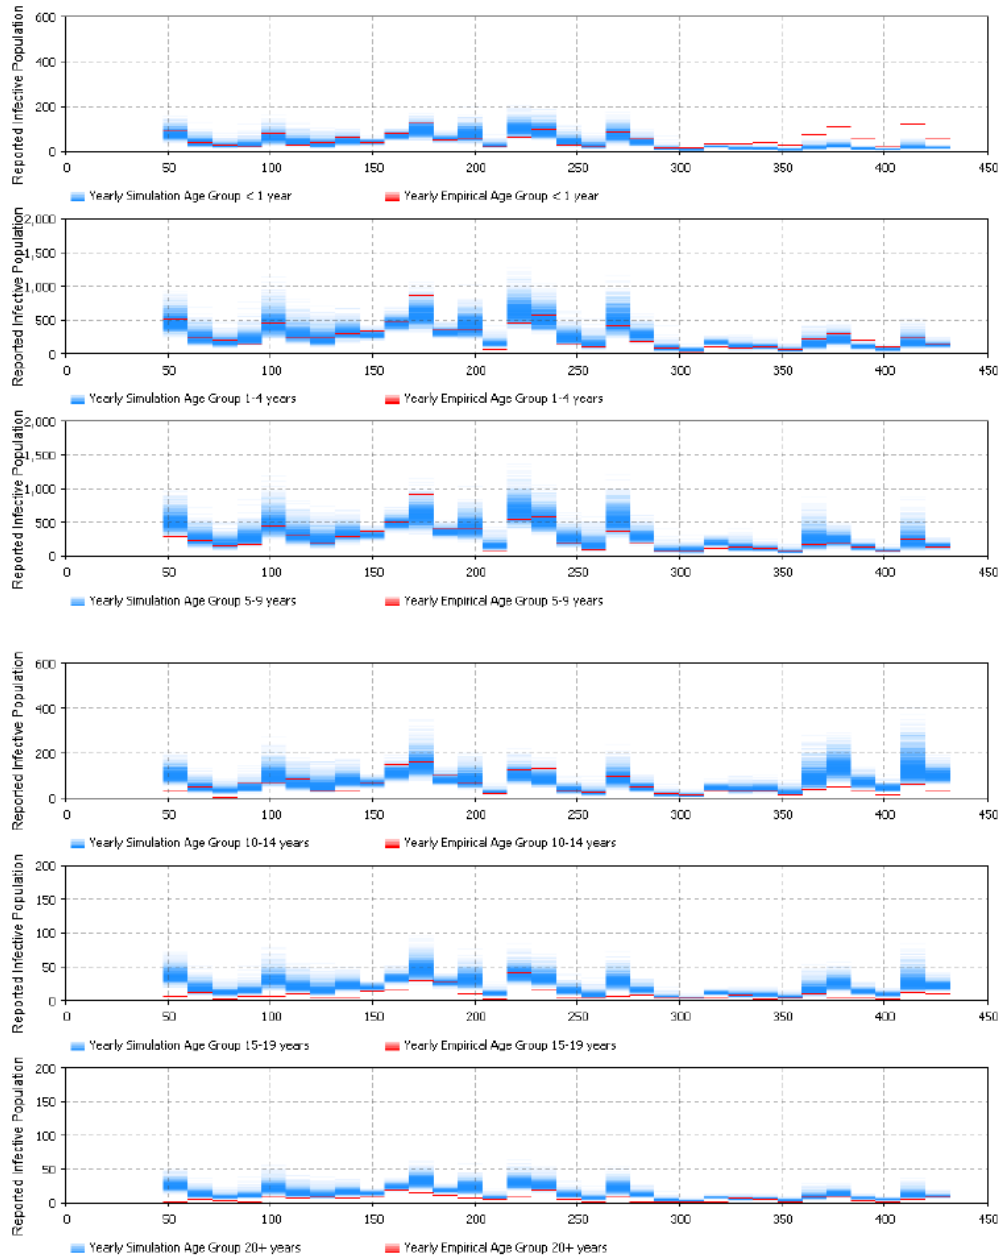 Reported Infective Population
600
400
200
0
0 50 100 150 200 250 300 350 400 450
Yearly Simulation Age Group < 1 year Yearly Empirical Age Group < 1 year
Reported Infective Population
2,000
1,500
1,000
500
0
0 50 100 150 200 250 300 350 400 450
Yearly Simulation Age Group 1-4 years Yearly Empirical Age Group 1-4 years
Reported Infective Population
2,000
1,500
1,000
500
0
0 50 100 150 200 250 300 350 400 450
Yearly Simulation Age Group 5-9 years Yearly Empirical Age Group 5-9 years
Reported Infective Population
600
400
200
0
0 50 100 150 200 250 300 350 400 450
Yearly Simulation Age Group 10-14 years Yearly Empirical Age Group 10-14 years
Reported Infective Population
200
150
100
50
0
0 50 100 150 200 250 300 350 400 450
Yearly Simulation Age Group 15-19 years Yearly Empirical Age Group 15-19 years
Reported Infective Population
200
150
100
50
0
0 50 100 150 200 250 300 350 400 450
Yearly Simulation Age Group 20+ years Yearly Empirical Age Group 20+ years